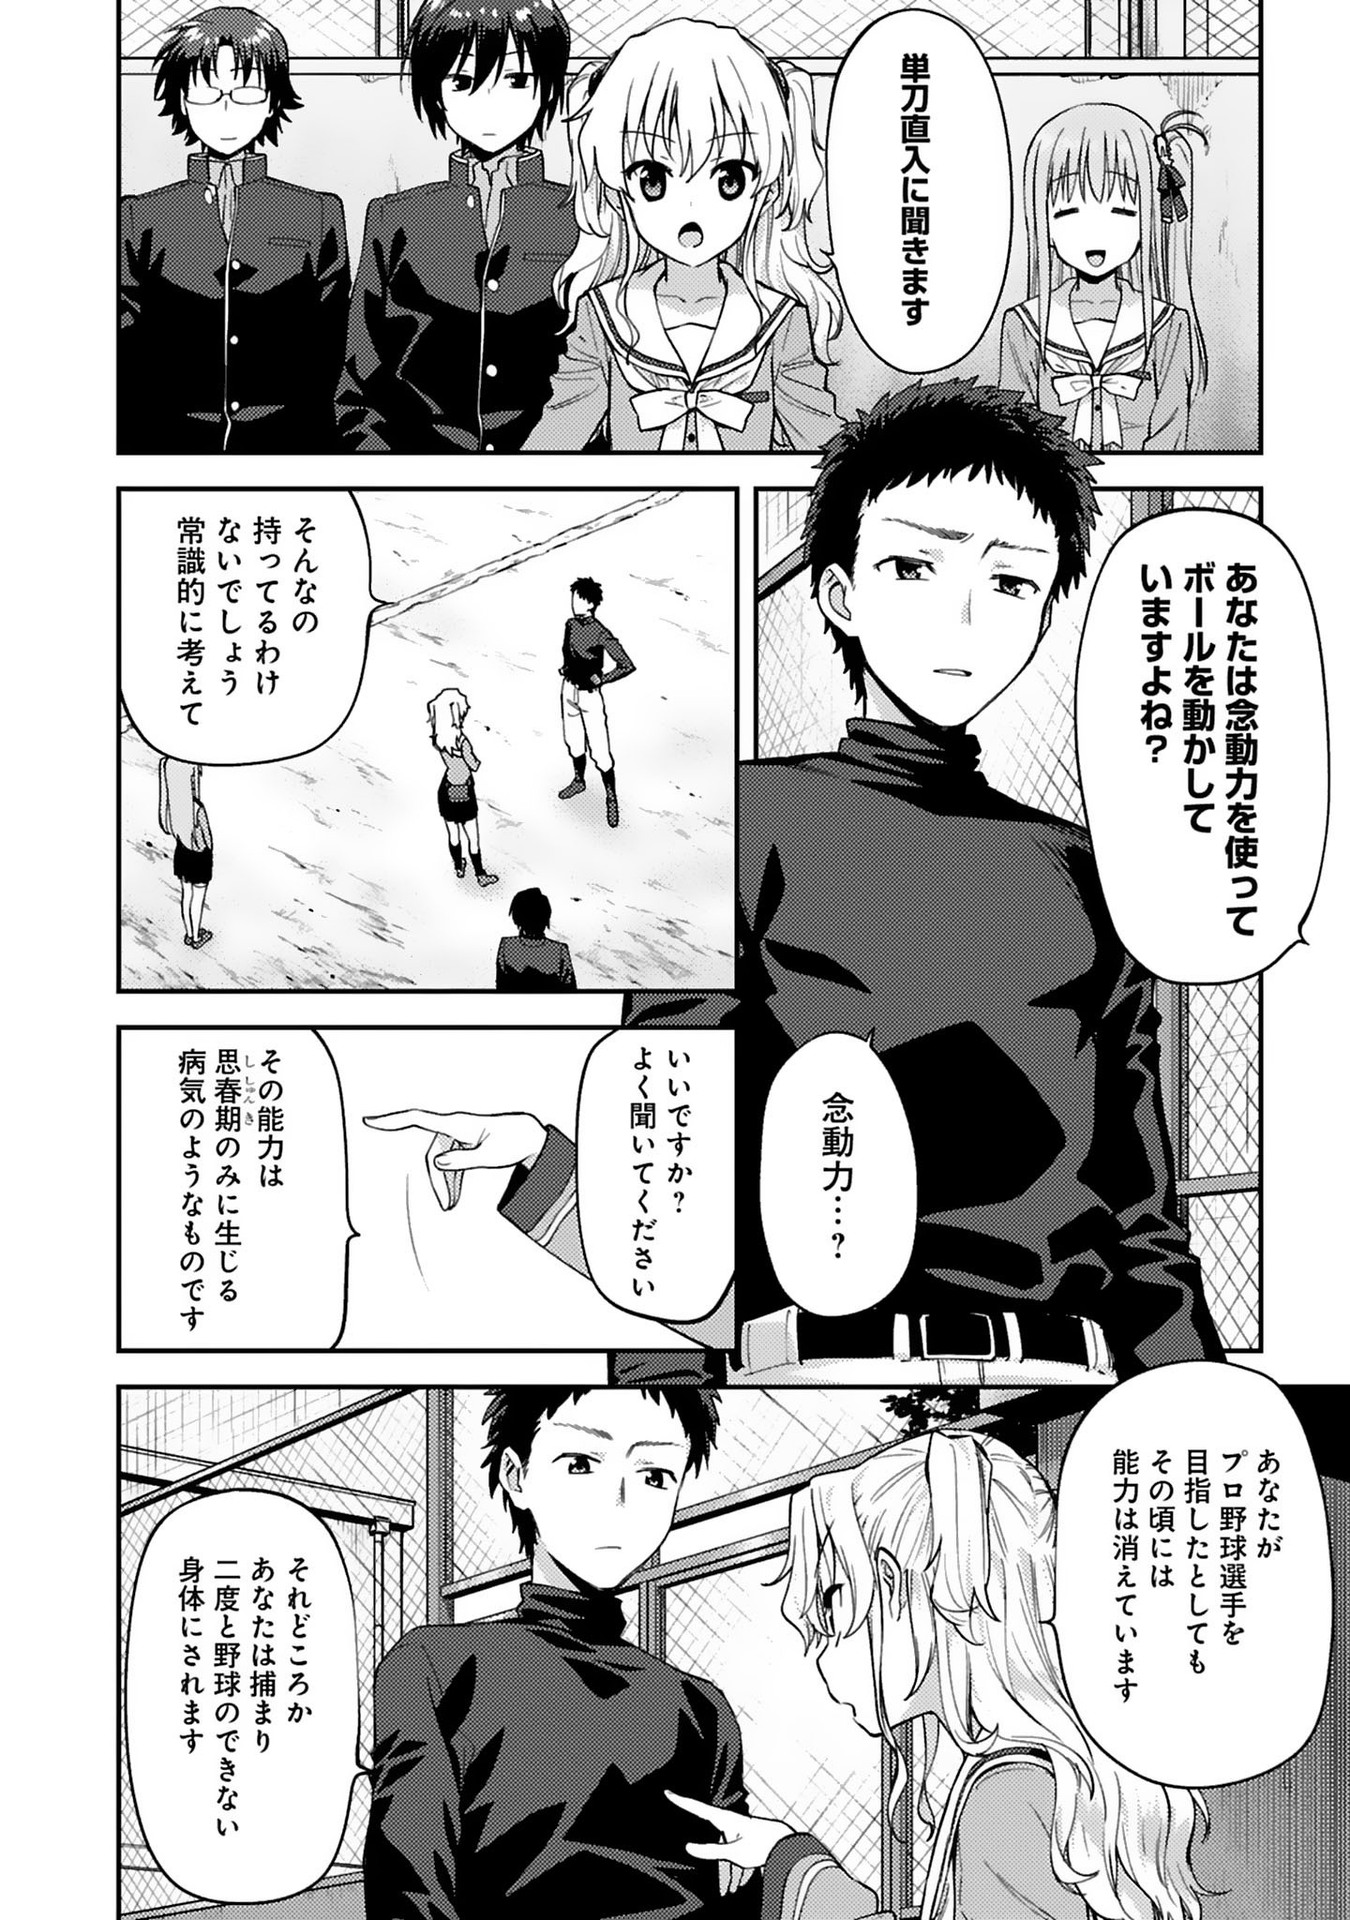 単刀直入に聞きます
あなたは念動力を使って
ボールを動かして
いますよね？
念動力…？
そんなの
持ってるわけ
ないでしょう
常識的に考えて
いいですか？
よく聞いてください
その能力は
思春期のみに生じる
ししゅんき
病気のようなものです
あなたが
プロ野球選手を
目指したとしても
その頃には
能力は消えています
それどころか
あなたは捕まり
二度と野球のできない
身体にされます